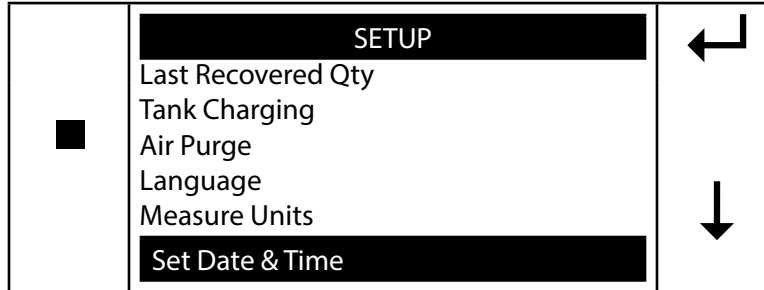 SETUP
Last Recovered Qty
Tank Charging
Air Purge
Language
Measure Units
Set Date & Time